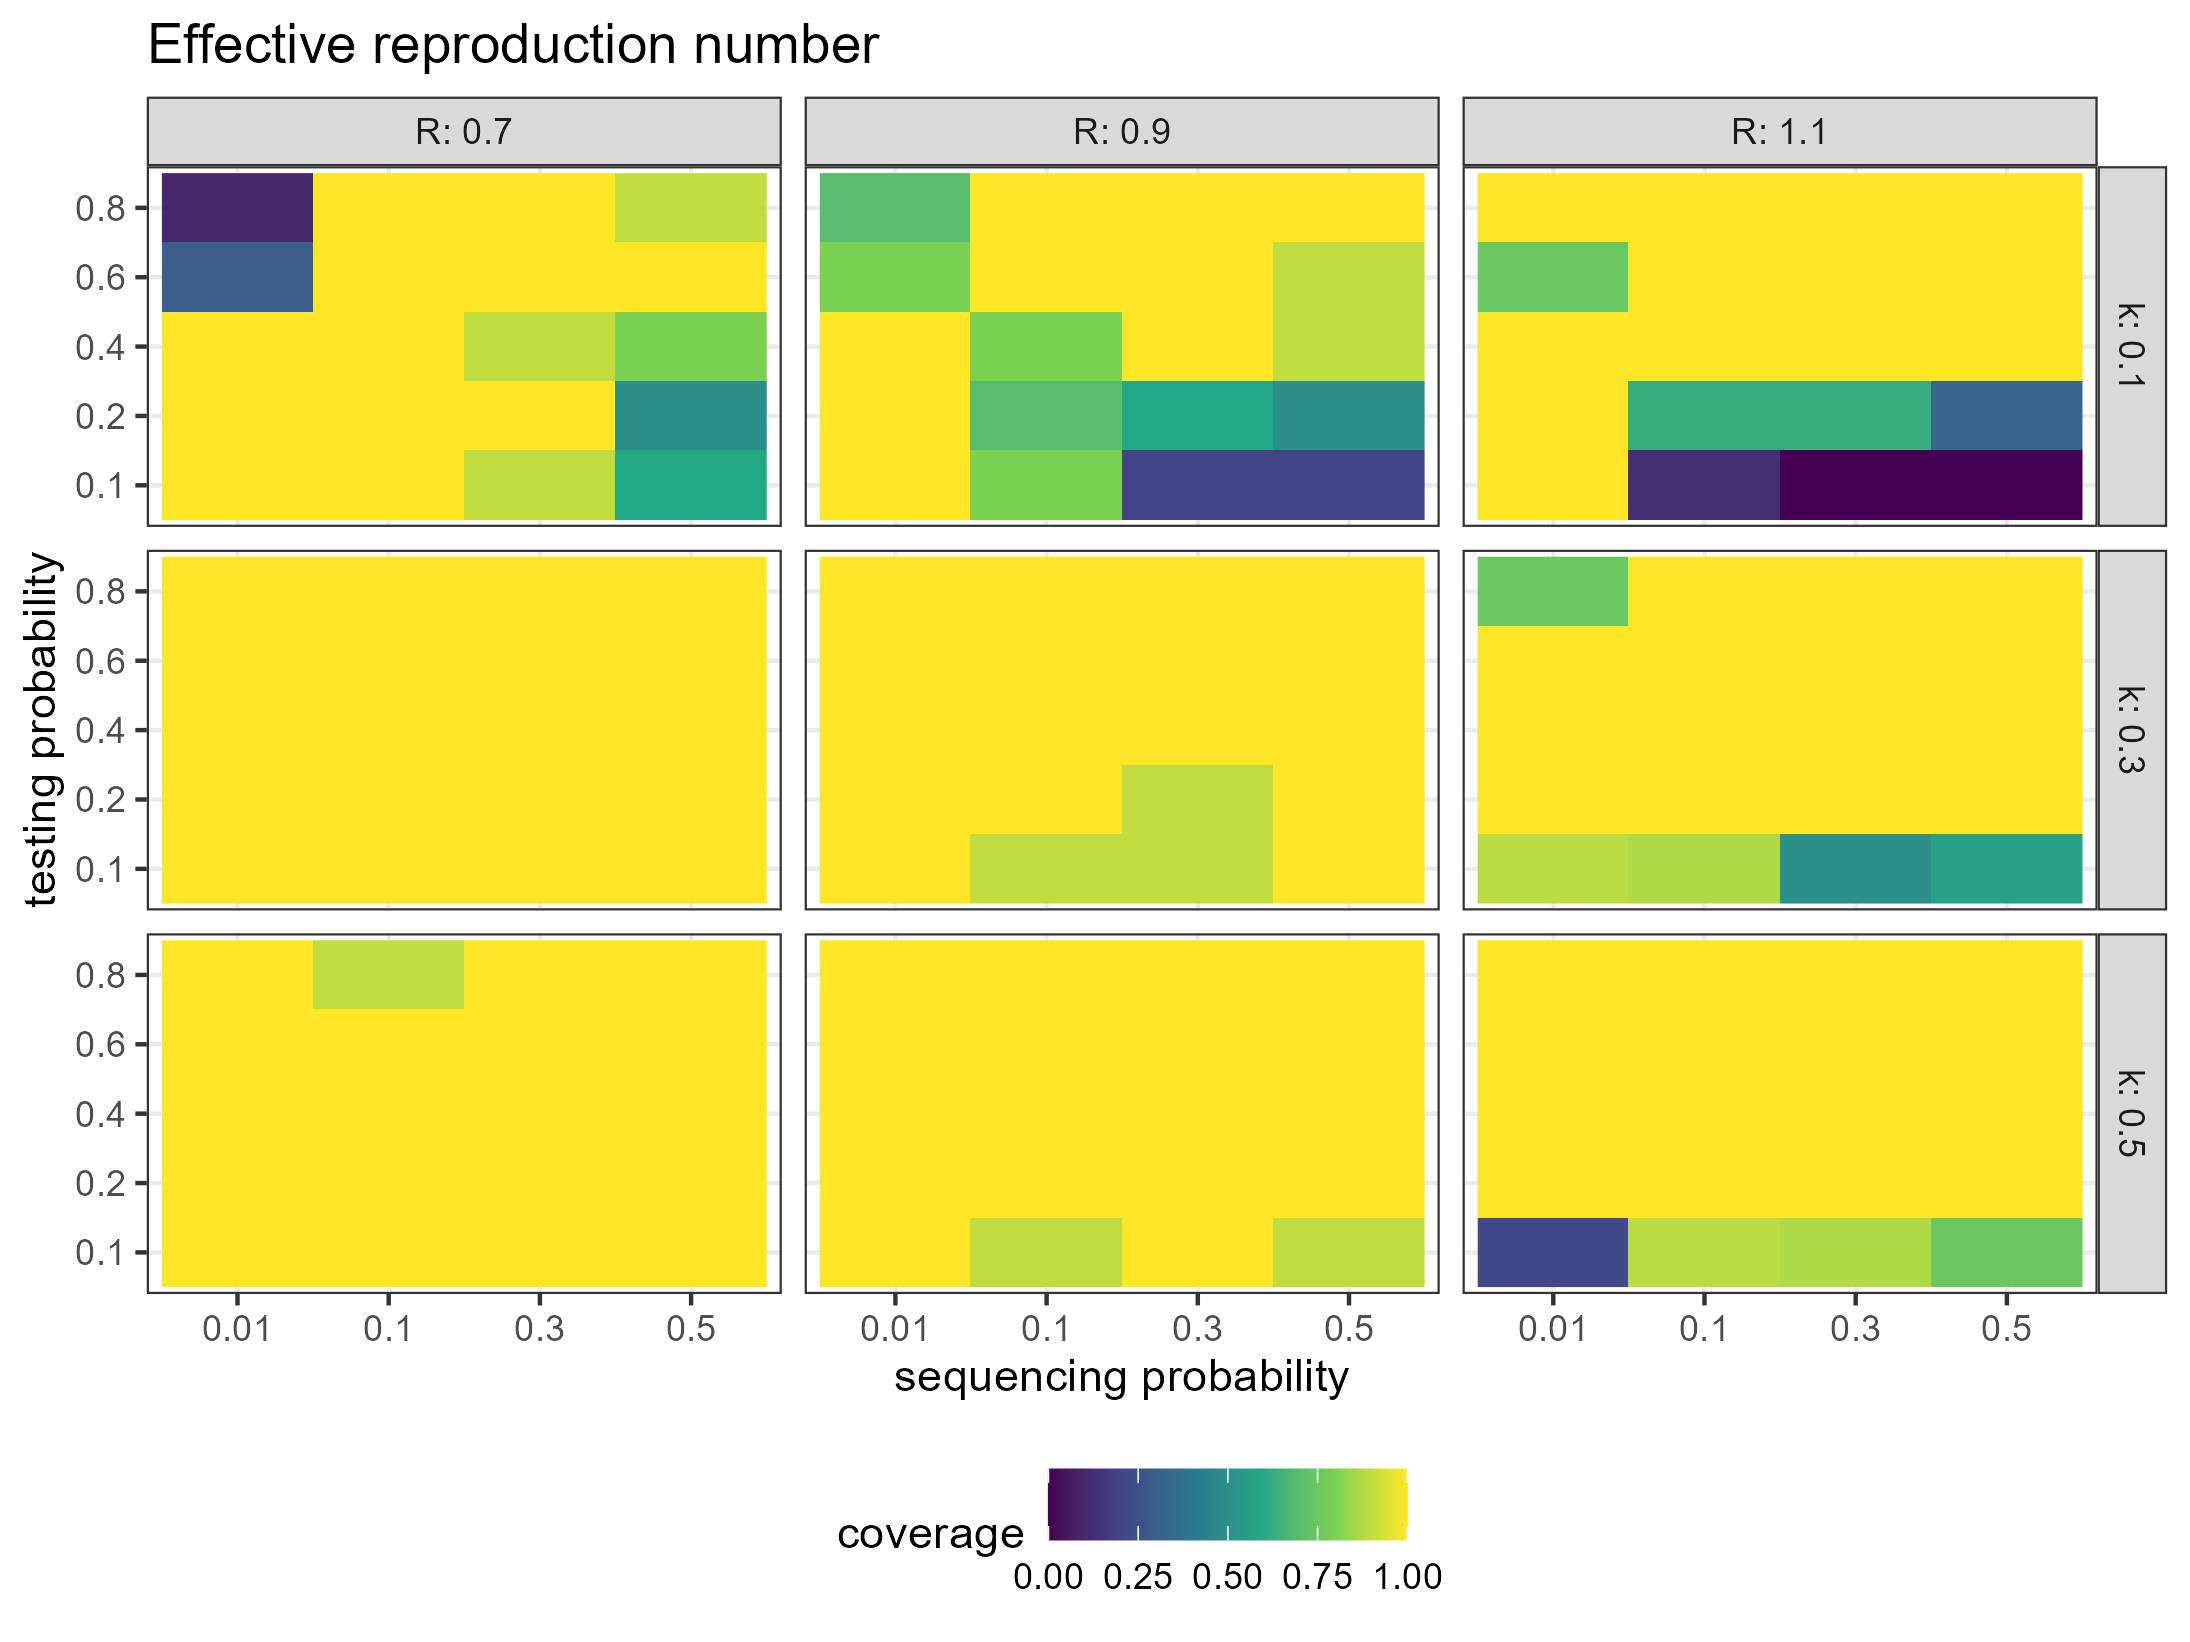 Effective reproduction number
R: 0.7
R: 0.9
R: 1.1
0.8
0.6
0.4
0.2
0.1
k: 0.1
testing probability
0.8
0.6
0.4
0.2
0.1
k: 0.3
0.8
0.6
0.4
0.2
0.1
k: 0.5
0.01 0.1 0.3 0.5
0.01 0.1 0.3 0.5
0.01 0.1 0.3 0.5
sequencing probability
coverage
0.00 0.25 0.50 0.75 1.00